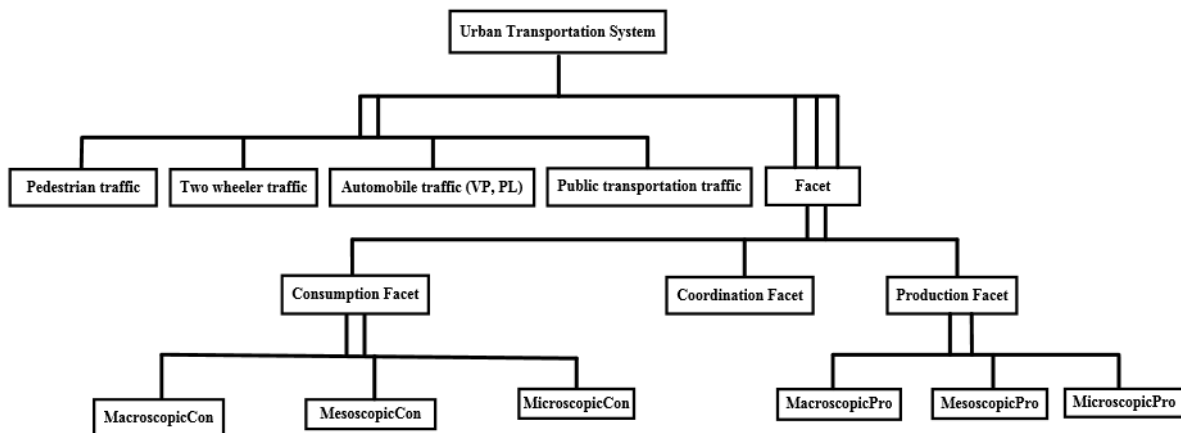 Urban Transportation System
Pedestrian traffic
Two wheeler traffic
Automobile traffic (VP, PL)
Public transportation traffic
Facet
Consumption Facet
Coordination Facet
Production Facet
MacroscopicCon
MesoscopicCon
MicroscopicCon
MacroscopicPro
MesoscopicPro
MicroscopicPro